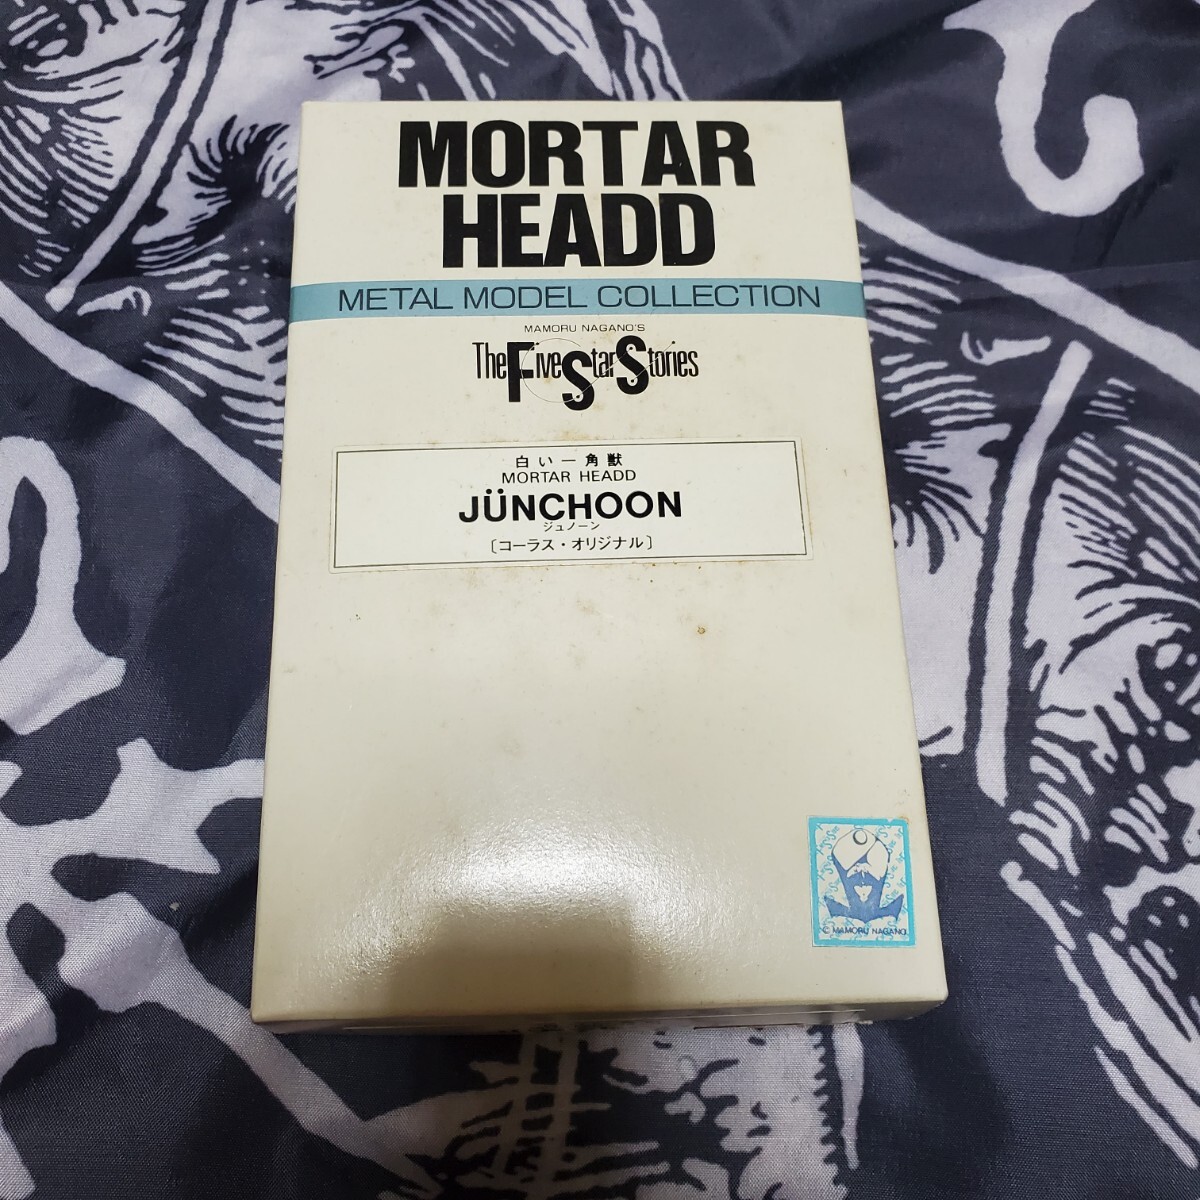 MORTAR
HEADD
METAL MODEL COLLECTION
MAMORU NAGANO'S
The Five Star Stories
白い一角獣
MORTAR HEADD
JÜNCHOON
ジュノーン
〔コーラス・オリジナル〕
© MAMORU NAGANO